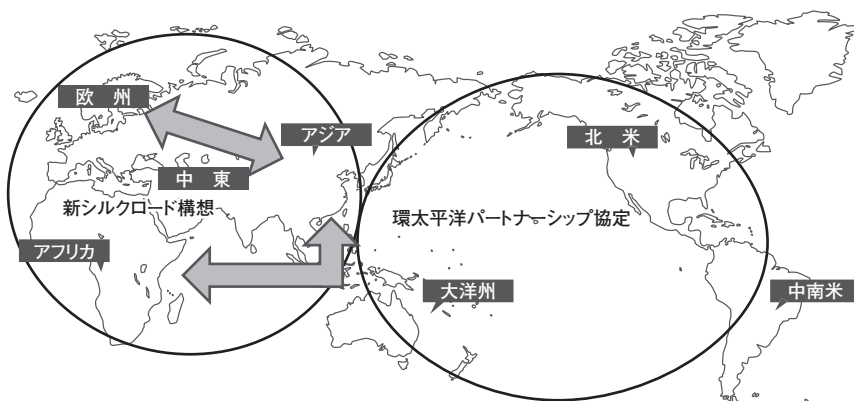 欧　州
アジア
中　東
新シルクロード構想
アフリカ
北　米
環太平洋パートナーシップ協定
大洋州
中南米